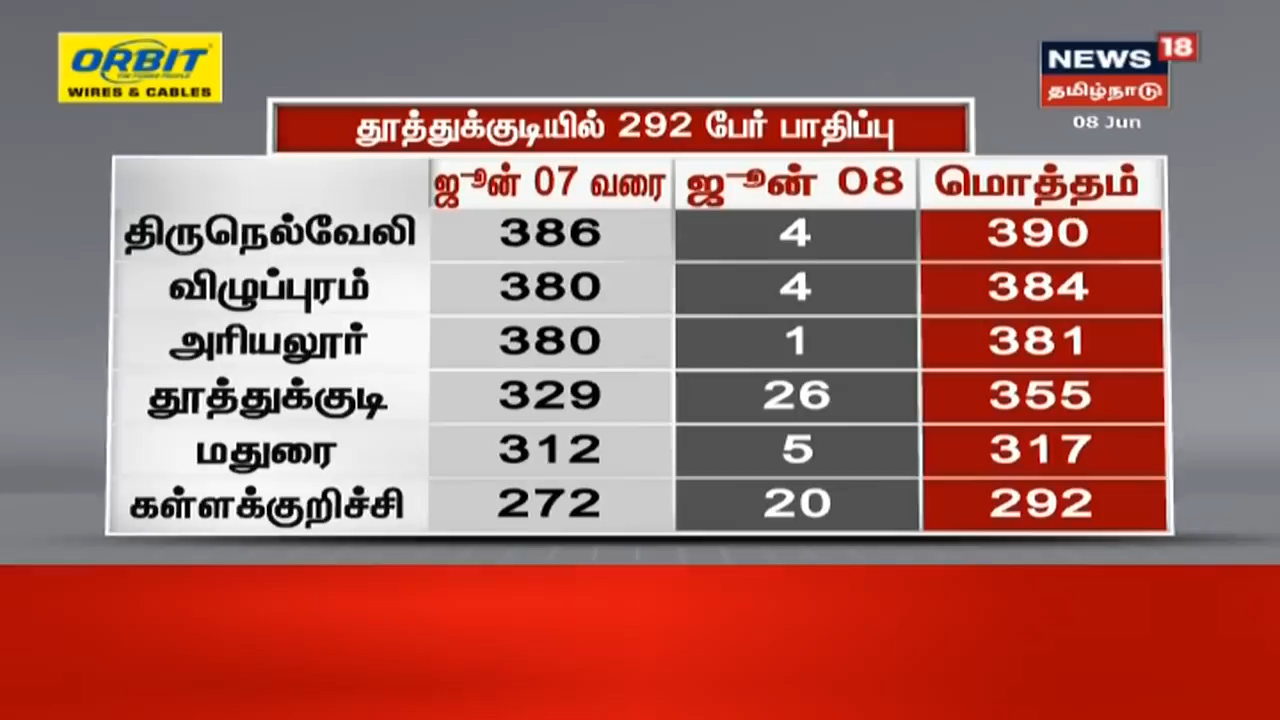 ORBIT
WIRES & CABLES
NEWS 18
தமிழ்நாடு
08 Jun
தூத்துக்குடியில் 292 பேர் பாதிப்பு
ஜூன் 07 வரை ஜூன் 08 மொத்தம்
திருநெல்வேலி 386 4 390
விழுப்புரம் 380 4 384
அரியலூர் 380 1 381
தூத்துக்குடி 329 26 355
மதுரை 312 5 317
கள்ளக்குறிச்சி 272 20 292